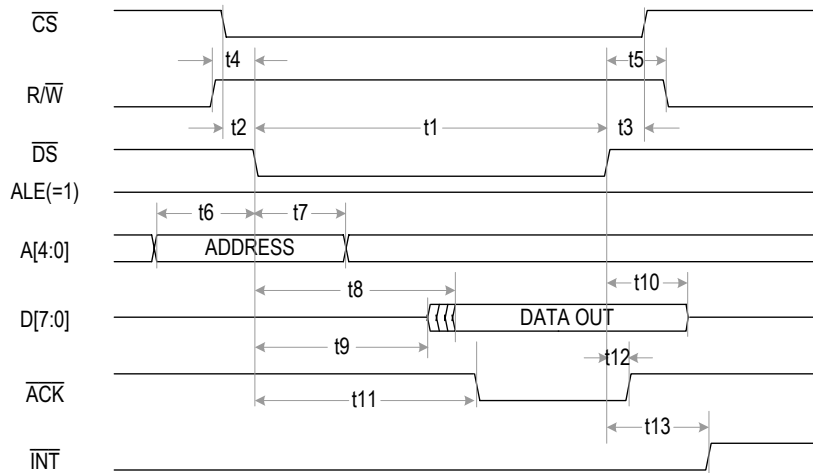 CS
t4
t5
R/W
t2
t1
t3
DS
ALE(=1)
t6
t7
A[4:0]
ADDRESS
t8
t10
D[7:0]
DATA OUT
t9
t12
ACK
t11
t13
INT